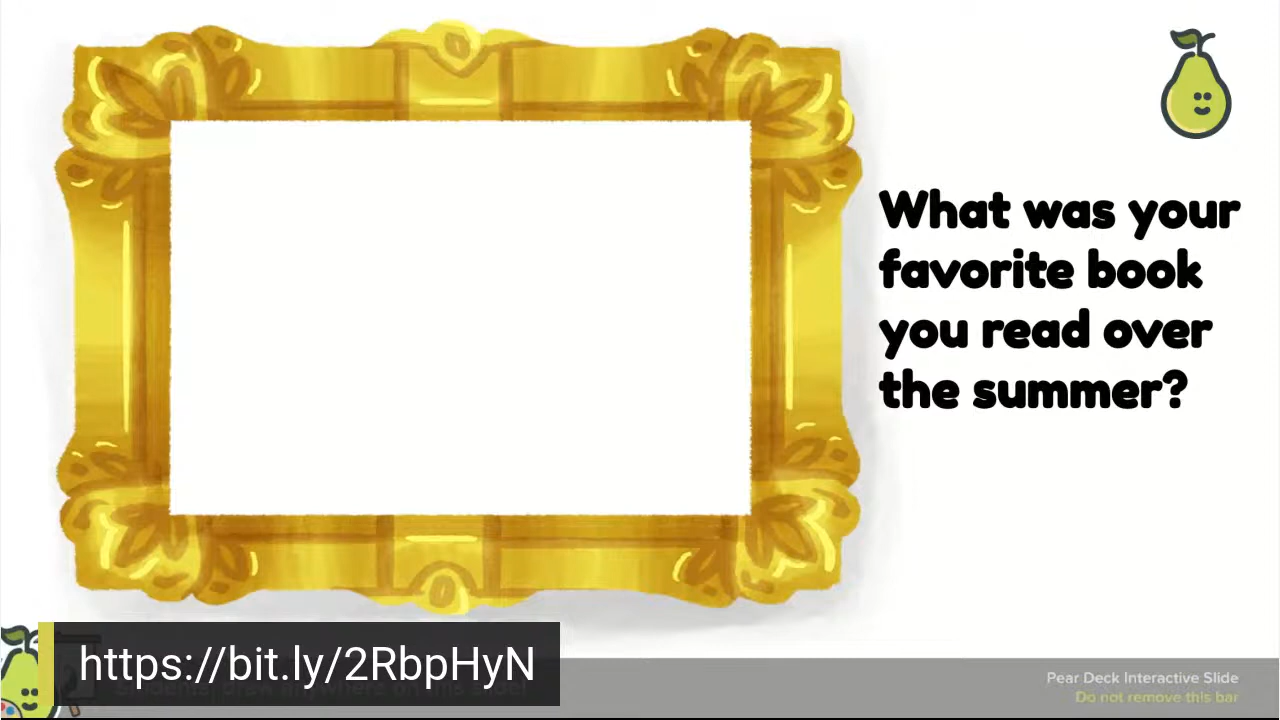 What was your
favorite book
you read over
the summer?
https://bit.ly/2RbpHyN
Pear Deck Interactive Slide
Do not remove this bar